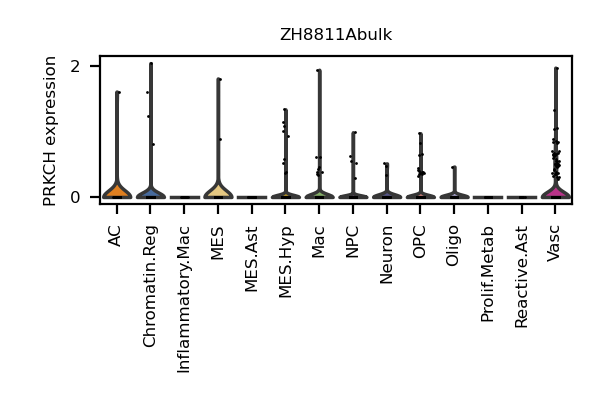 ZH8811Abulk
PRKCH expression
2
0
AC
Chromatin.Reg
Inflammatory.Mac
MES
MES.Ast
MES.Hyp
Mac
NPC
Neuron
OPC
Oligo
Prolif.Metab
Reactive.Ast
Vasc